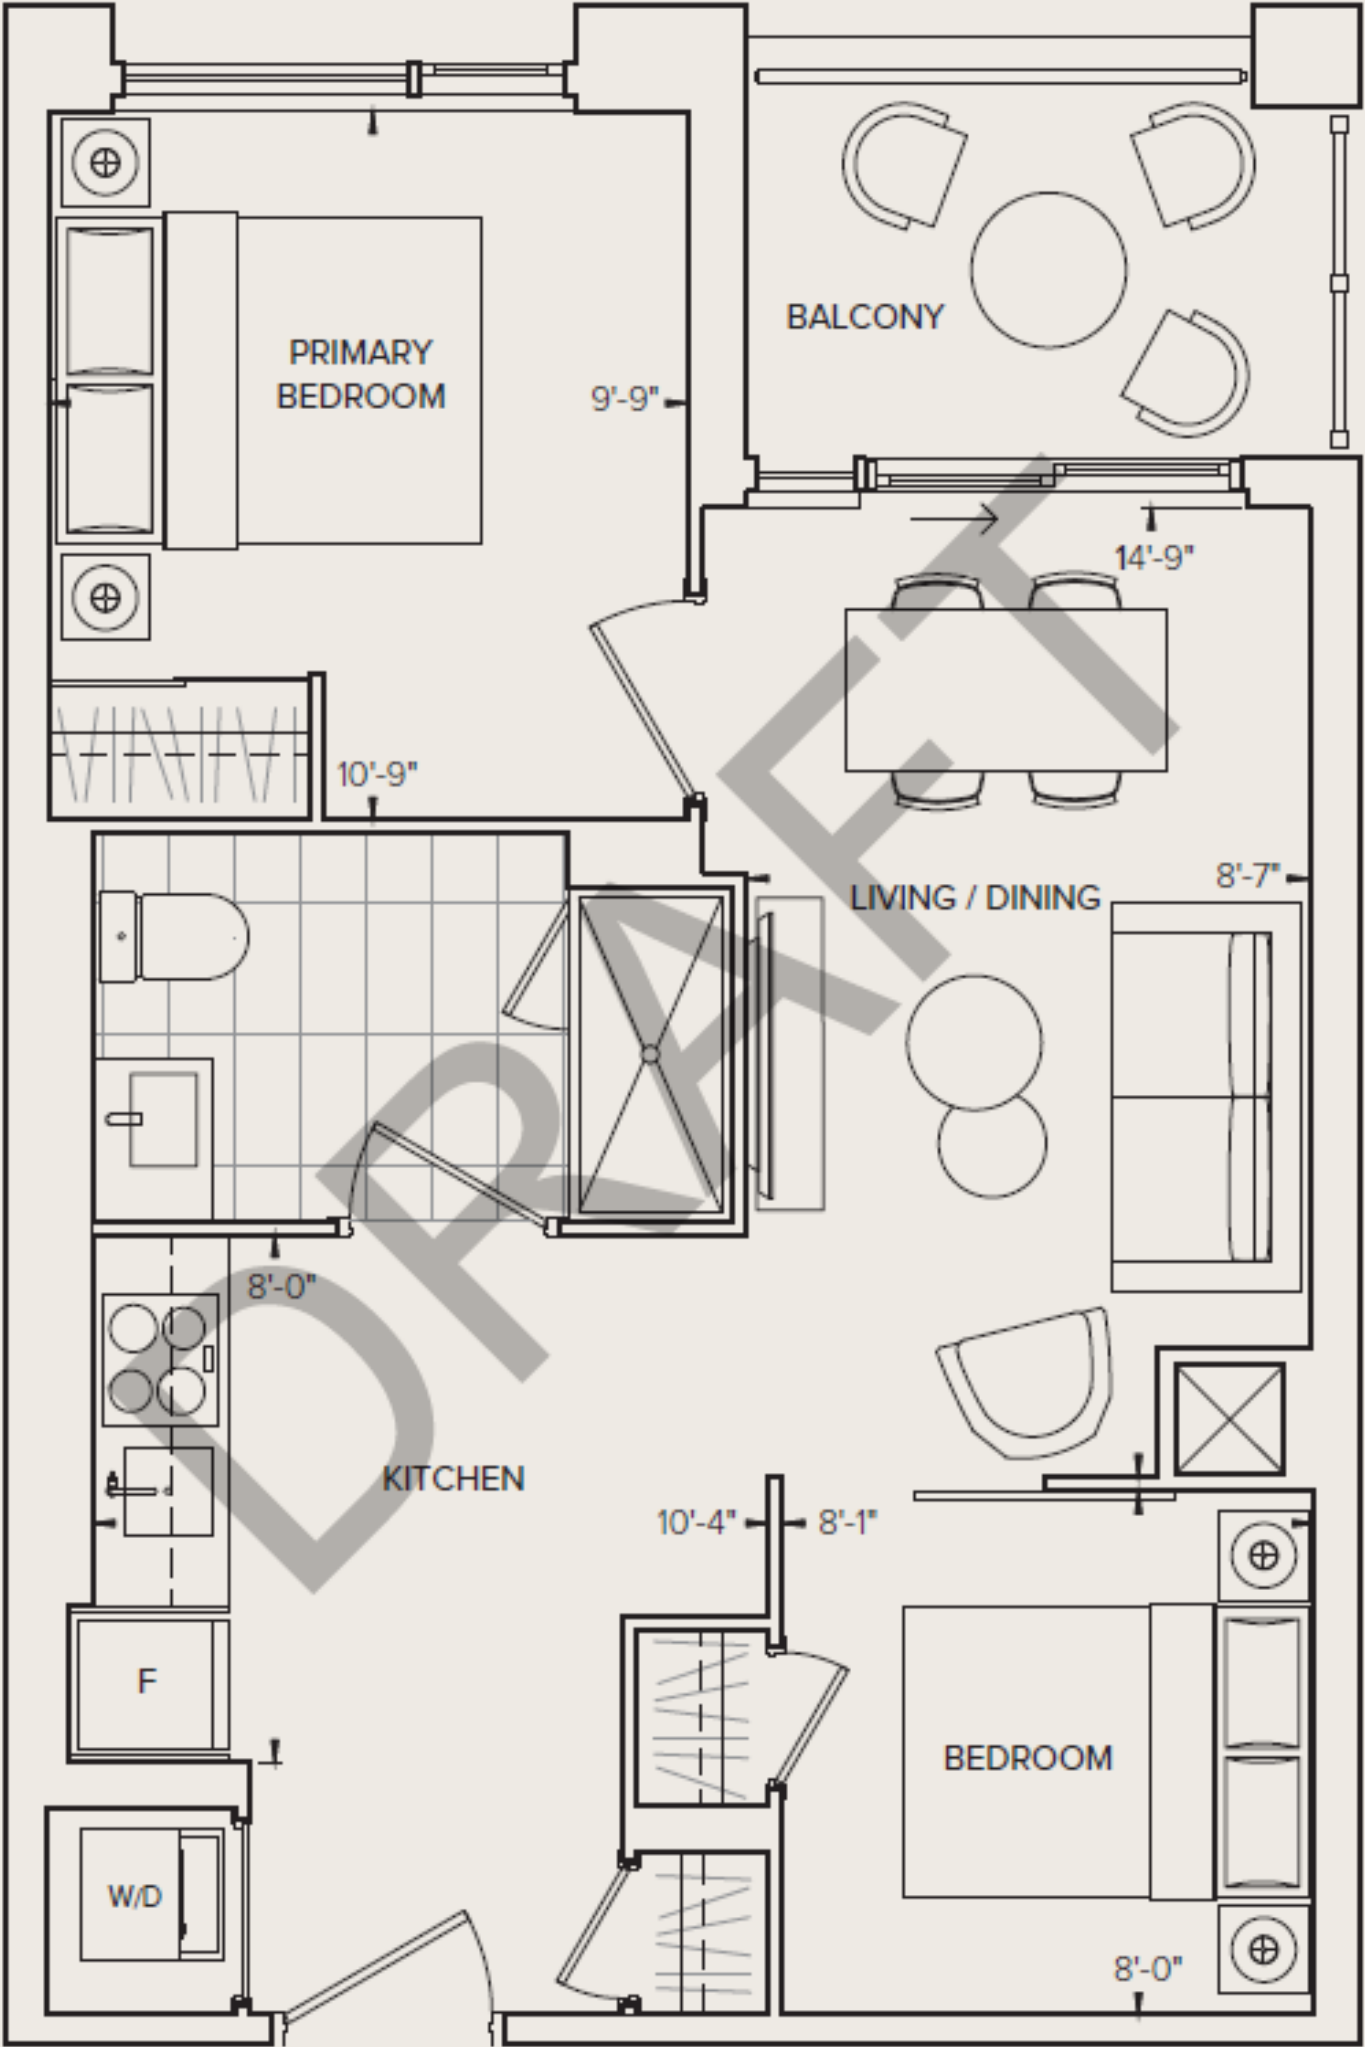 PRIMARY
BEDROOM
9'-9"
BALCONY
14'-9"
10'-9"
8'-7"
LIVING / DINING
DRAFT
8'-0"
KITCHEN
10'-4"
8'-1"
F
BEDROOM
W/D
8'-0"